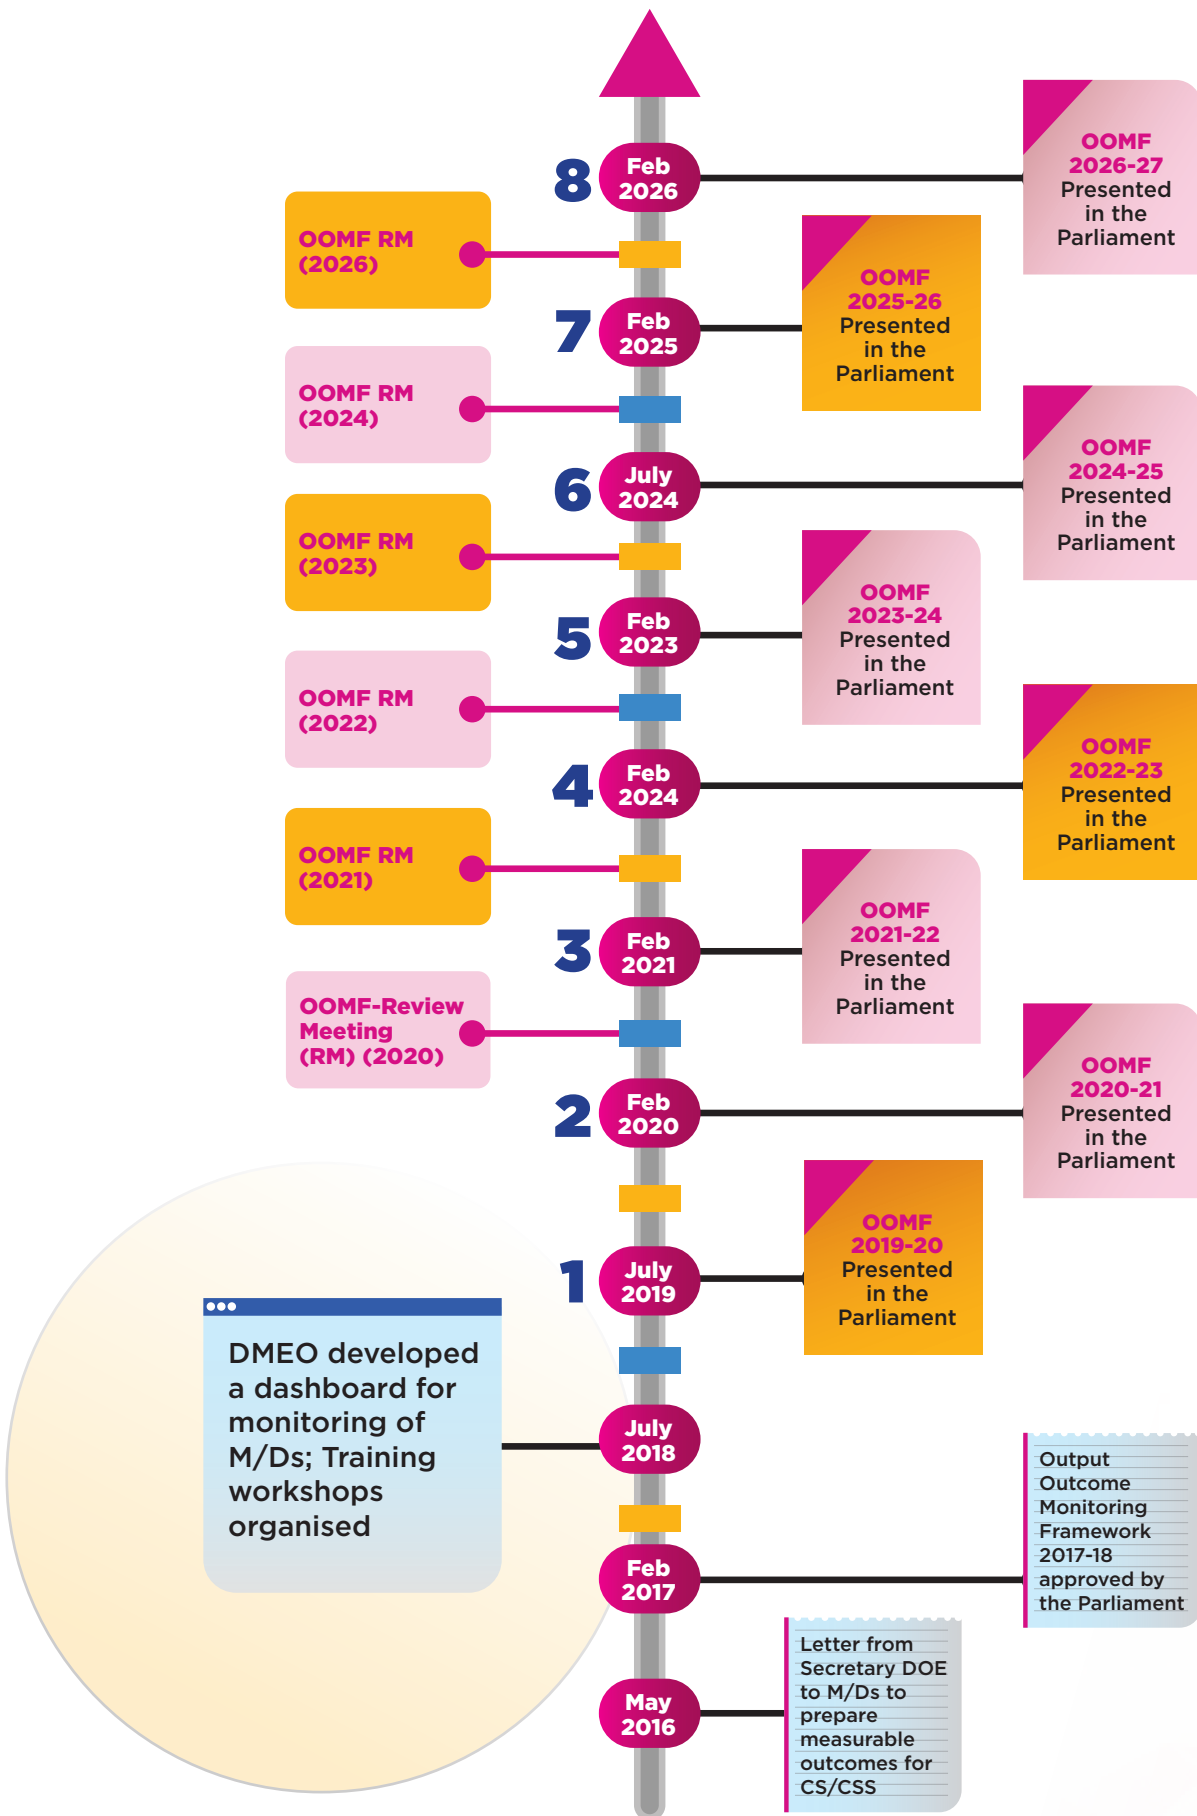 8
Feb
2026
OOMF
2026-27
Presented
in the
Parliament
OOMF RM
(2026)
7
Feb
2025
OOMF
2025-26
Presented
in the
Parliament
OOMF RM
(2024)
6
July
2024
OOMF
2024-25
Presented
in the
Parliament
OOMF RM
(2023)
5
Feb
2023
OOMF
2023-24
Presented
in the
Parliament
OOMF RM
(2022)
4
Feb
2024
OOMF
2022-23
Presented
in the
Parliament
OOMF RM
(2021)
3
Feb
2021
OOMF
2021-22
Presented
in the
Parliament
OOMF-Review
Meeting
(RM) (2020)
2
Feb
2020
OOMF
2020-21
Presented
in the
Parliament
1
July
2019
OOMF
2019-20
Presented
in the
Parliament
DMEO developed
a dashboard for
monitoring of
M/Ds; Training
workshops
organised
July
2018
Feb
2017
Output
Outcome
Monitoring
Framework
2017-18
approved by
the Parliament
May
2016
Letter from
Secretary DOE
to M/Ds to
prepare
measurable
outcomes for
CS/CSS